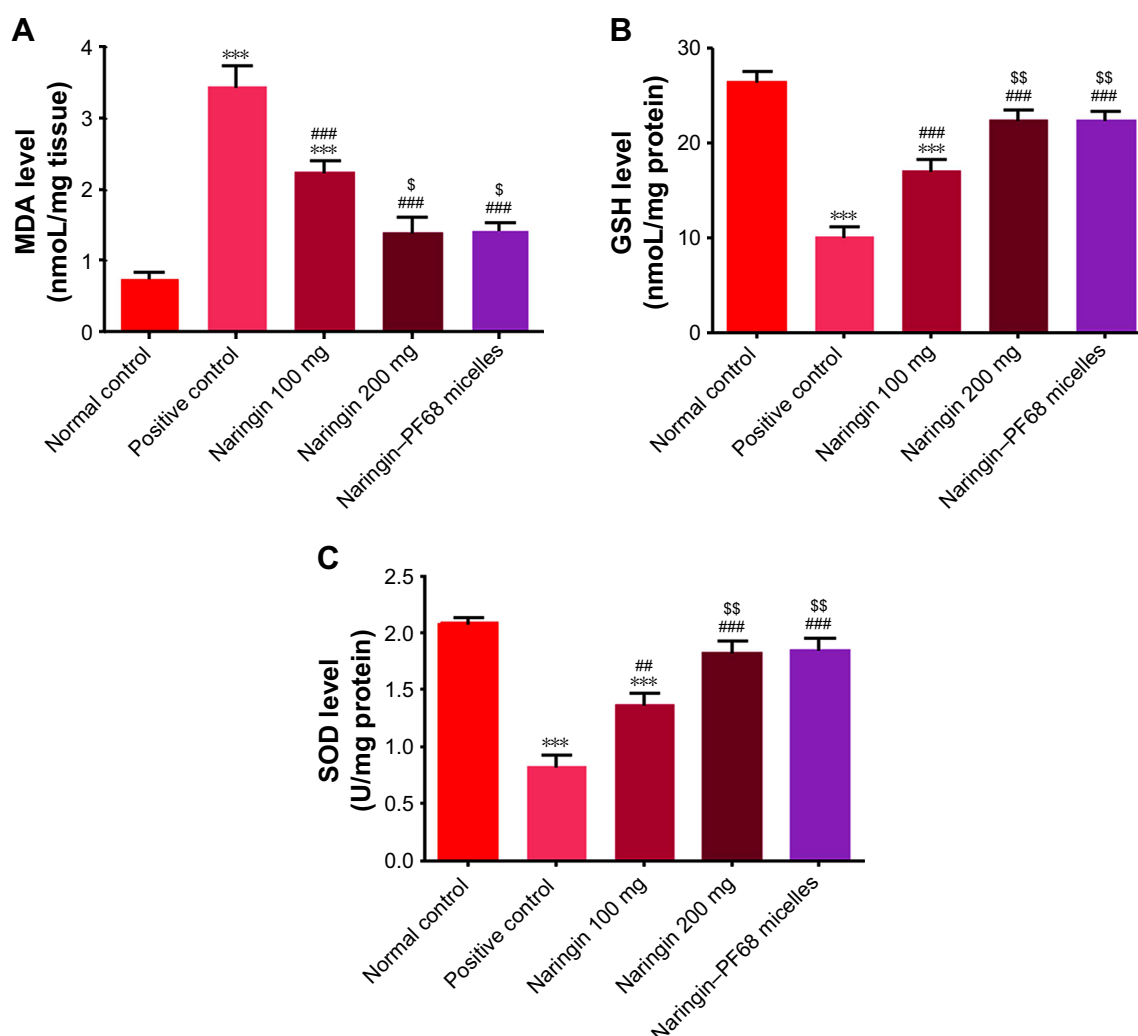 A
MDA level
(nmoL/mg tissue)
4
3
2
1
0
***
###
***
$
###
$
###
Normal control
Positive control
Naringin 100 mg
Naringin 200 mg
Naringin–PF68 micelles
B
GSH level
(nmoL/mg protein)
30
20
10
0
***
###
***
$$
###
$$
###
Normal control
Positive control
Naringin 100 mg
Naringin 200 mg
Naringin–PF68 micelles
C
SOD level
(U/mg protein)
2.5
2.0
1.5
1.0
0.5
0.0
***
##
***
$$
###
$$
###
Normal control
Positive control
Naringin 100 mg
Naringin 200 mg
Naringin–PF68 micelles